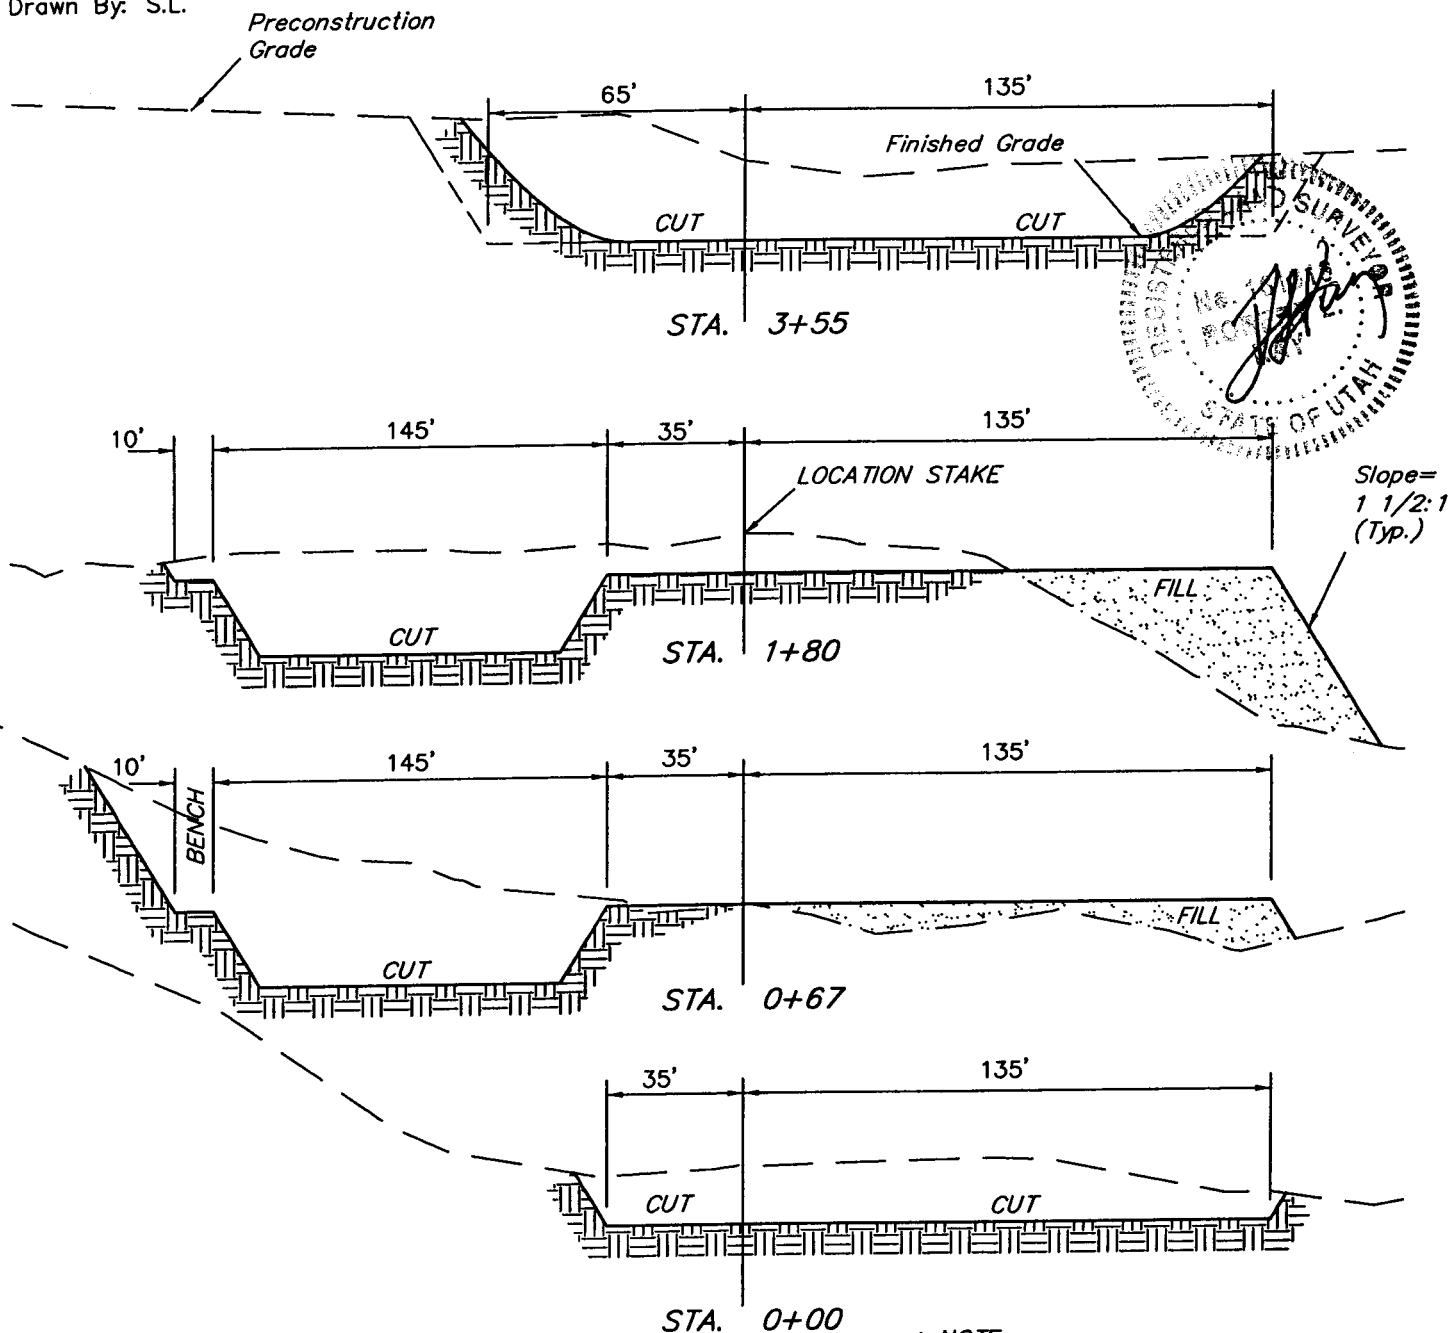 Drawn By: S.L.
Preconstruction
Grade
65'
135'
Finished Grade
CUT
CUT
STA. 3+55
LAND SURVEYOR
STATE OF UTAH
10'
145'
35'
135'
LOCATION STAKE
Slope=
1 1/2:1
(Typ.)
FILL
CUT
STA. 1+80
10'
145'
35'
135'
BENCH
FILL
CUT
STA. 0+67
35'
135'
CUT
CUT
STA. 0+00
NOTE